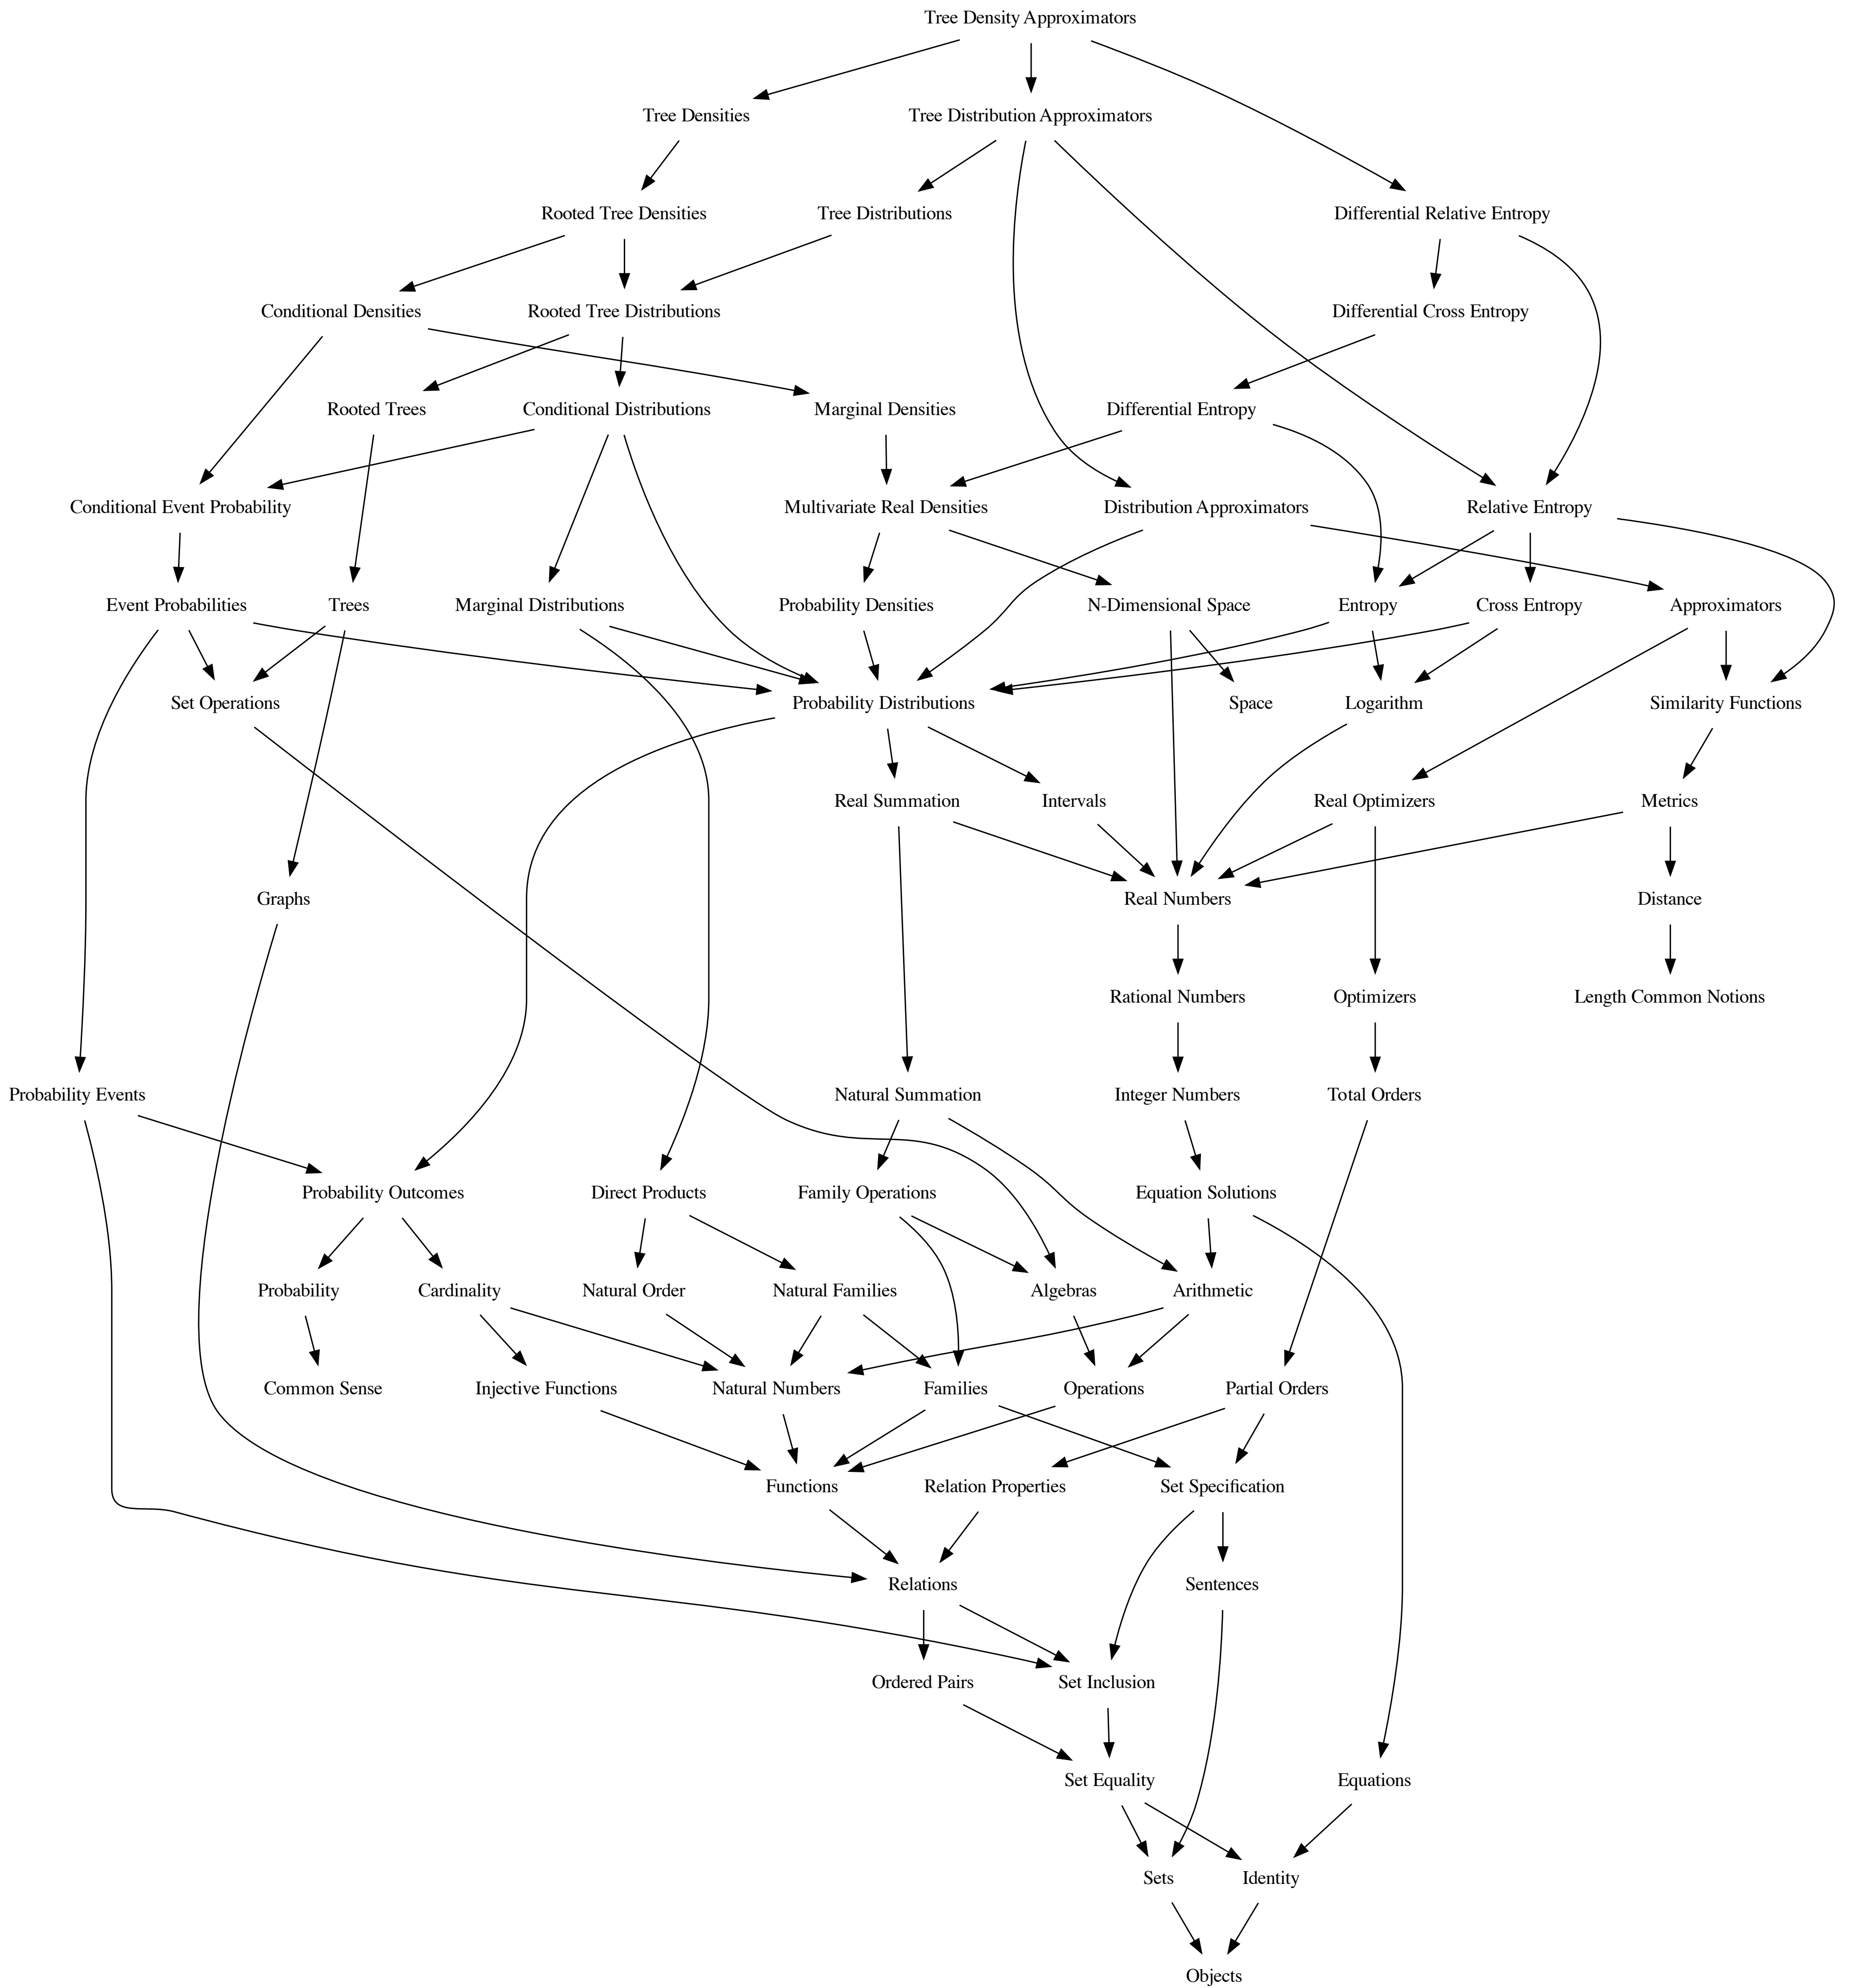 Tree Density Approximators
Tree Densities
Tree Distribution Approximators
Rooted Tree Densities
Tree Distributions
Differential Relative Entropy
Conditional Densities
Rooted Tree Distributions
Differential Cross Entropy
Rooted Trees
Conditional Distributions
Marginal Densities
Differential Entropy
Conditional Event Probability
Multivariate Real Densities
Distribution Approximators
Relative Entropy
Event Probabilities
Trees
Marginal Distributions
Probability Densities
N-Dimensional Space
Entropy
Cross Entropy
Approximators
Set Operations
Probability Distributions
Space
Logarithm
Similarity Functions
Real Summation
Intervals
Real Optimizers
Metrics
Graphs
Real Numbers
Distance
Rational Numbers
Optimizers
Length Common Notions
Probability Events
Natural Summation
Integer Numbers
Total Orders
Probability Outcomes
Direct Products
Family Operations
Equation Solutions
Probability
Cardinality
Natural Order
Natural Families
Algebras
Arithmetic
Common Sense
Injective Functions
Natural Numbers
Families
Operations
Partial Orders
Functions
Relation Properties
Set Specification
Relations
Sentences
Ordered Pairs
Set Inclusion
Set Equality
Equations
Sets
Identity
Objects